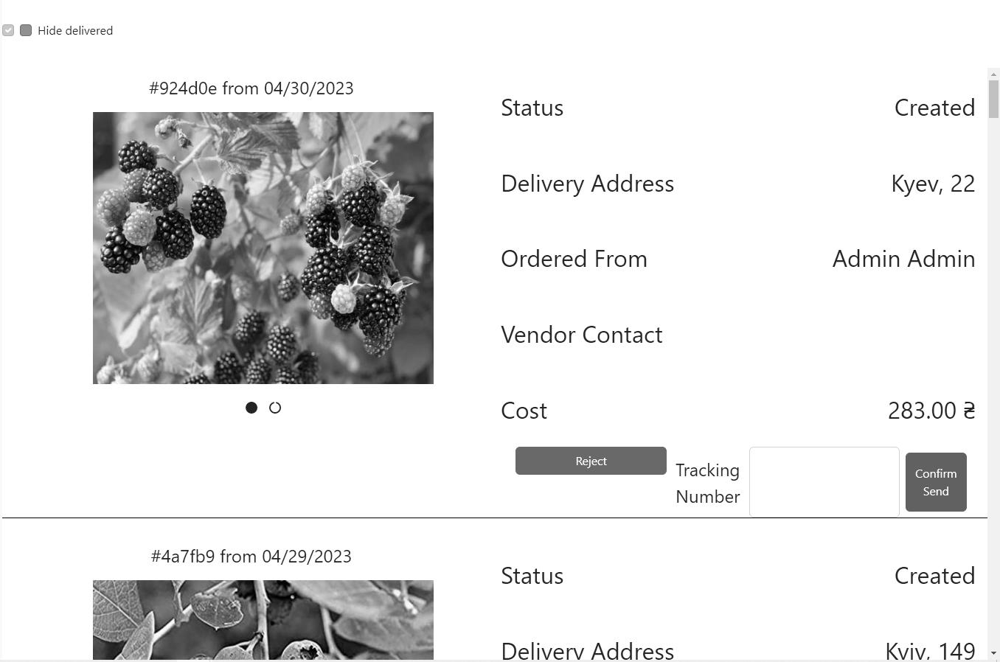 Hide delivered
#924d0e from 04/30/2023
Status Created
Delivery Address Kyev, 22
Ordered From Admin Admin
Vendor Contact
Cost 283.00 ₴
Reject
Tracking
Number
Confirm
Send
#4a7fb9 from 04/29/2023
Status Created
Delivery Address Kyiv, 149